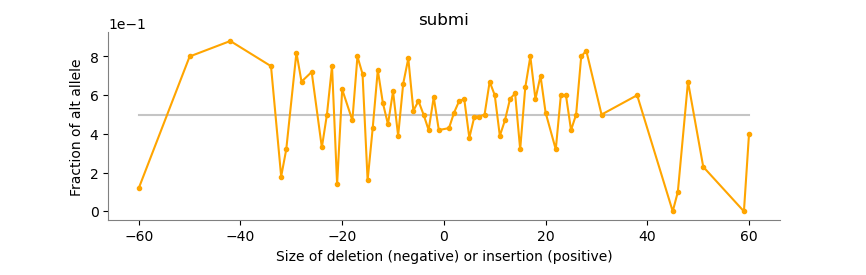 submi
1e−1
8
6
4
2
0
Fraction of alt allele
−60 −40 −20 0 20 40 60
Size of deletion (negative) or insertion (positive)